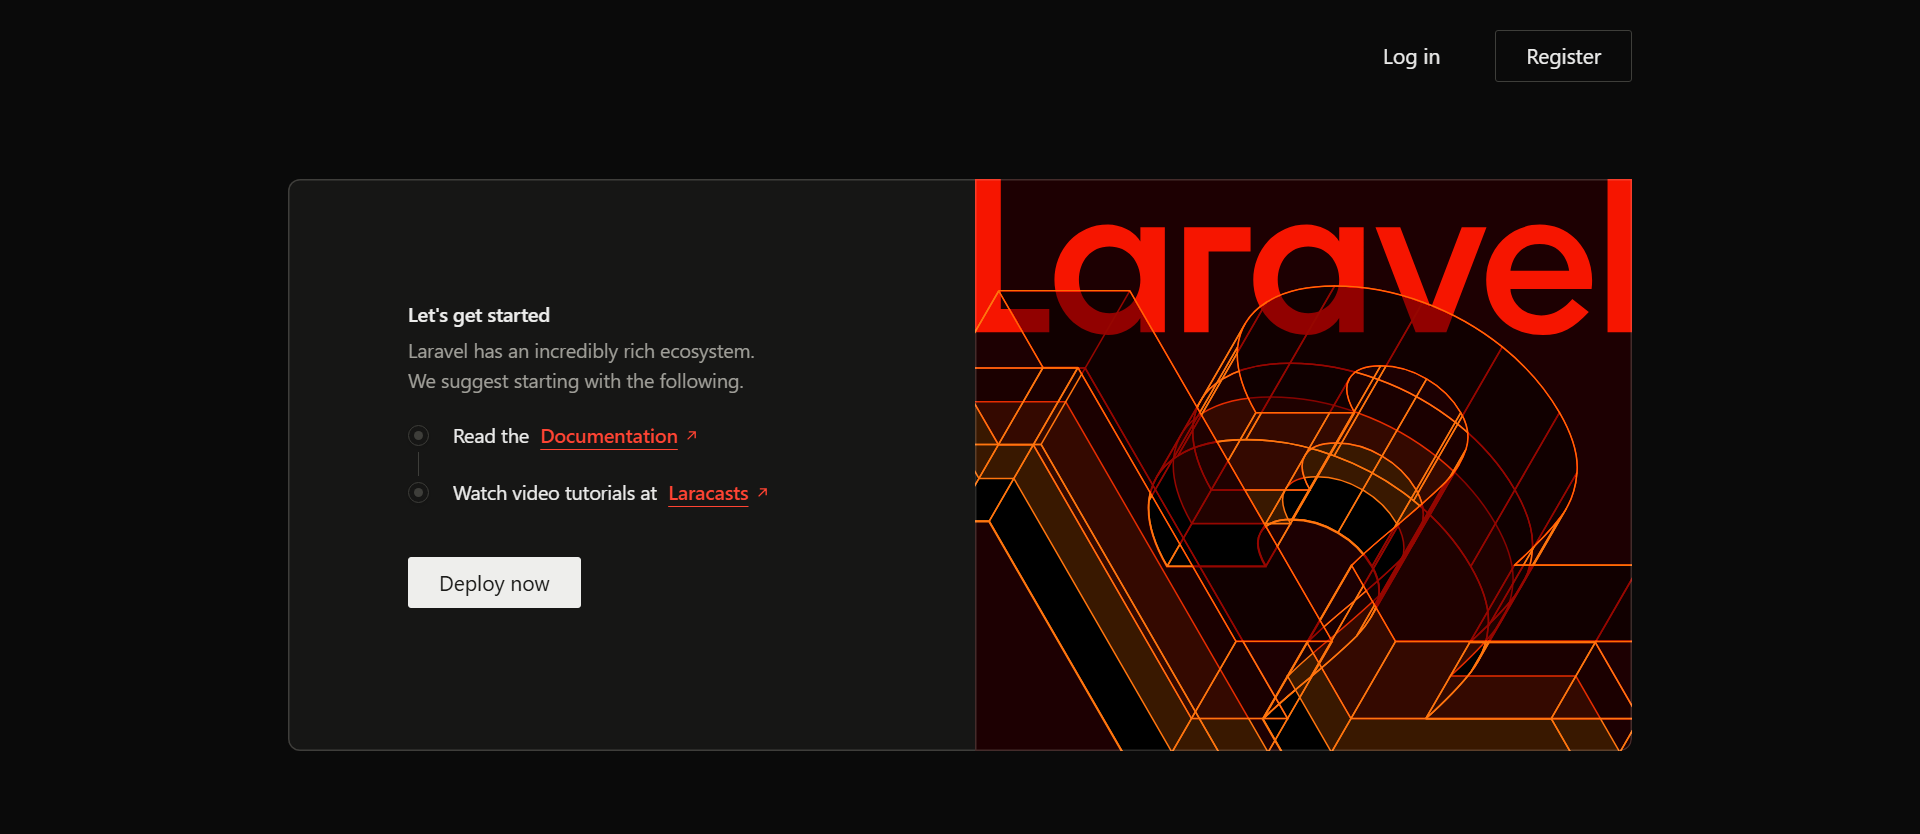 Log in
Register
Laravel
Let's get started
Laravel has an incredibly rich ecosystem.
We suggest starting with the following.
Read the Documentation
Watch video tutorials at Laracasts
Deploy now